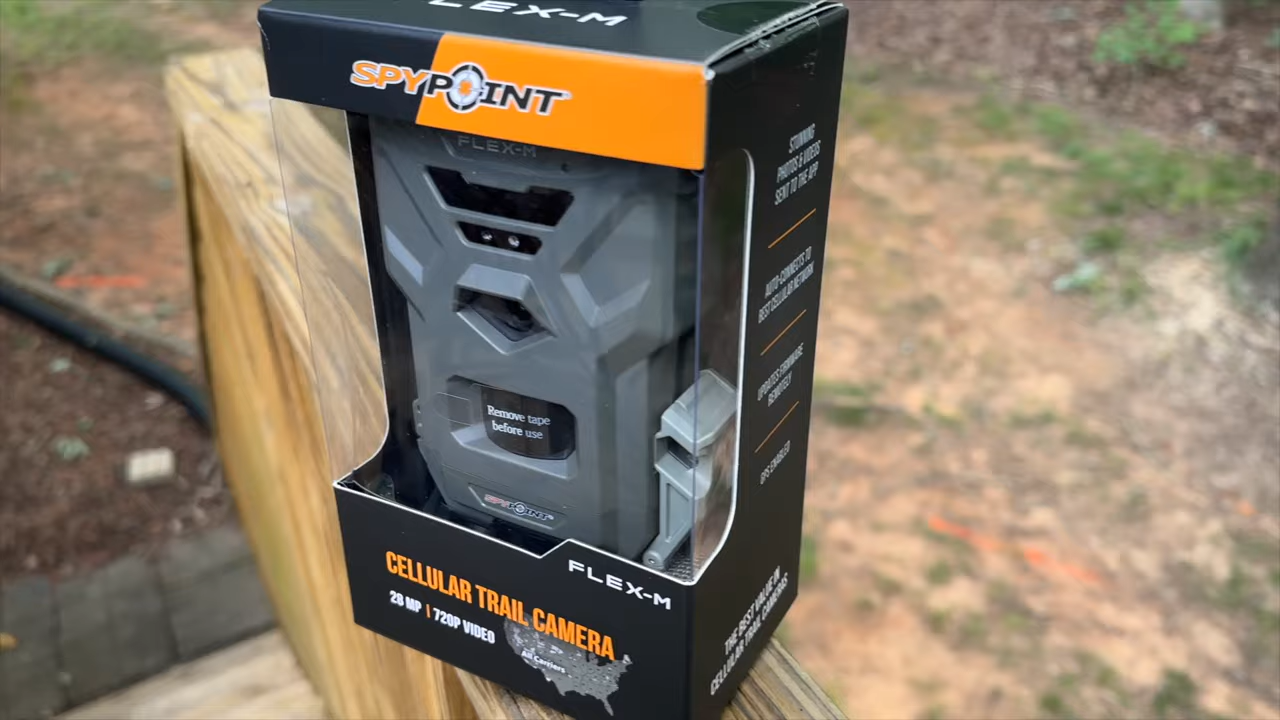 FLEX-M
SPYPOINT
FLEX-M
Remove tape
before use
SPYPOINT
FLEX-M
CELLULAR TRAIL CAMERA
28 MP | 720P VIDEO
All Carriers
STUNNING
PHOTOS & VIDEOS
SENT TO THE APP
AUTO-CONNECTS TO
BEST CELLULAR NETWORK
UPDATES FIRMWARE
REMOTELY
GPS ENABLED
THE BEST VALUE IN
CELLULAR TRAIL CAMERAS